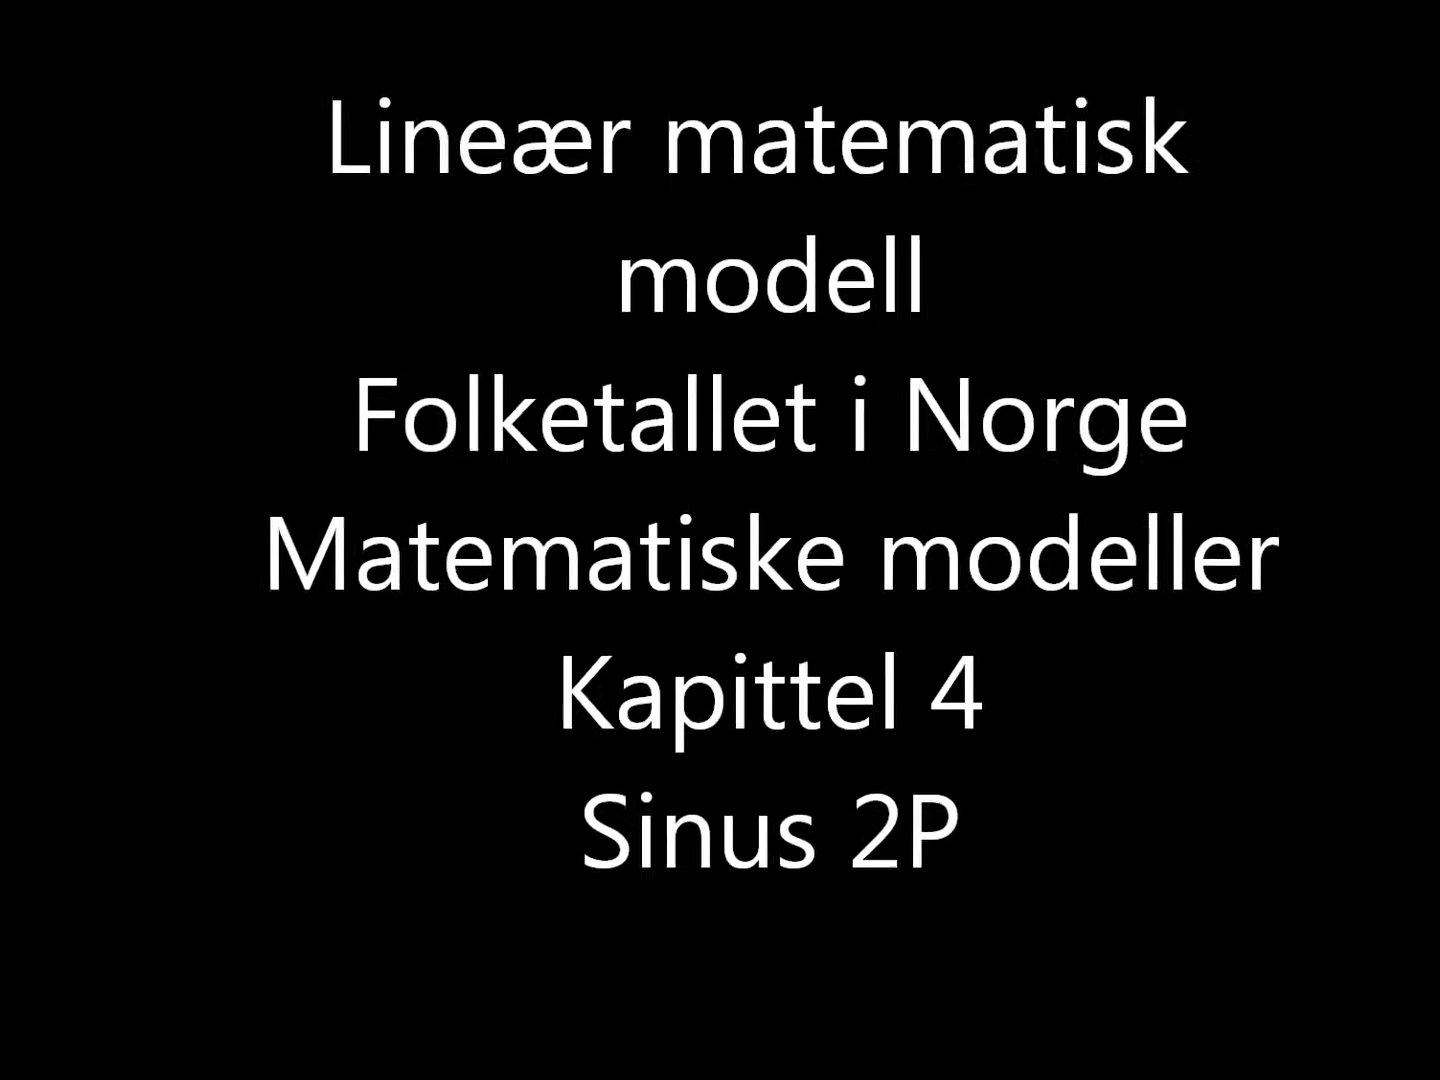 Lineær matematisk
modell
Folketallet i Norge
Matematiske modeller
Kapittel 4
Sinus 2P